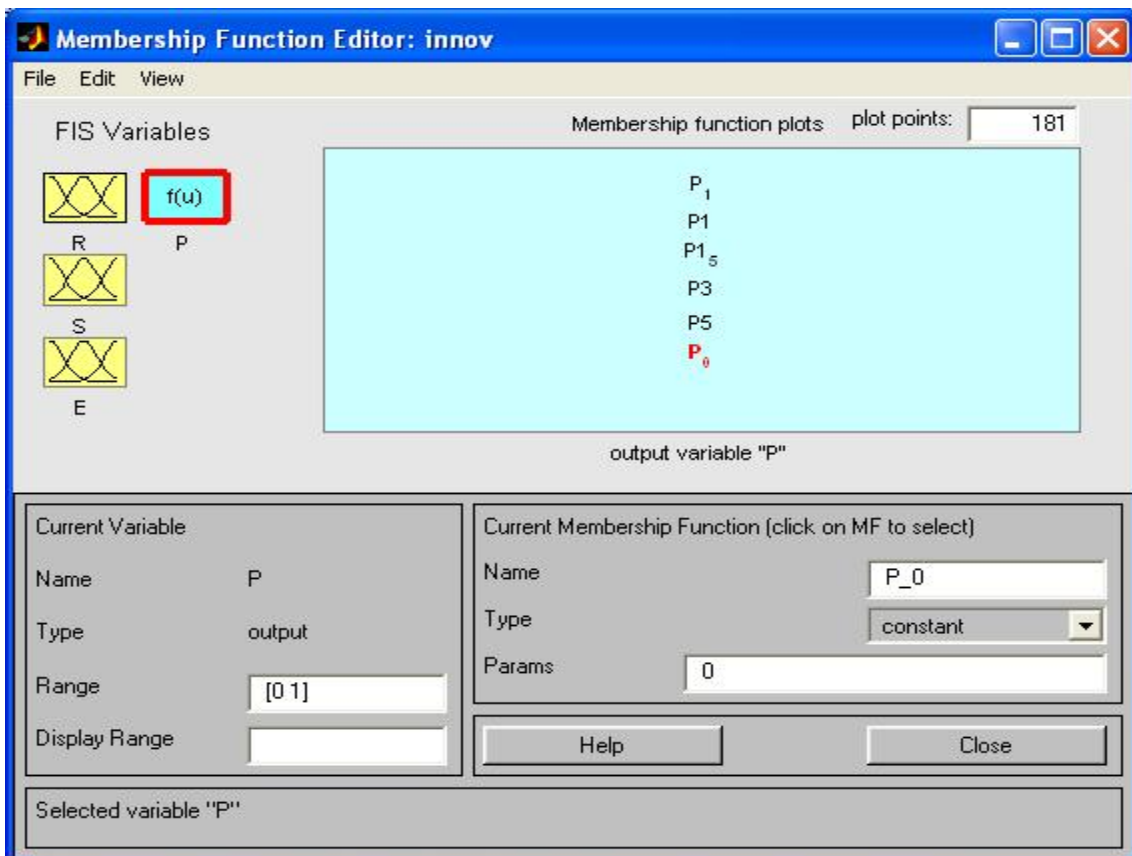 Membership Function Editor: innov
File Edit View
FIS Variables
Membership function plots plot points: 181
f(u)
R P
S
E
P1
P1
P15
P3
P5
P0
output variable "P"
Current Variable
Name P
Type output
Range [0 1]
Display Range
Current Membership Function (click on MF to select)
Name P_0
Type constant
Params 0
Help Close
Selected variable "P"